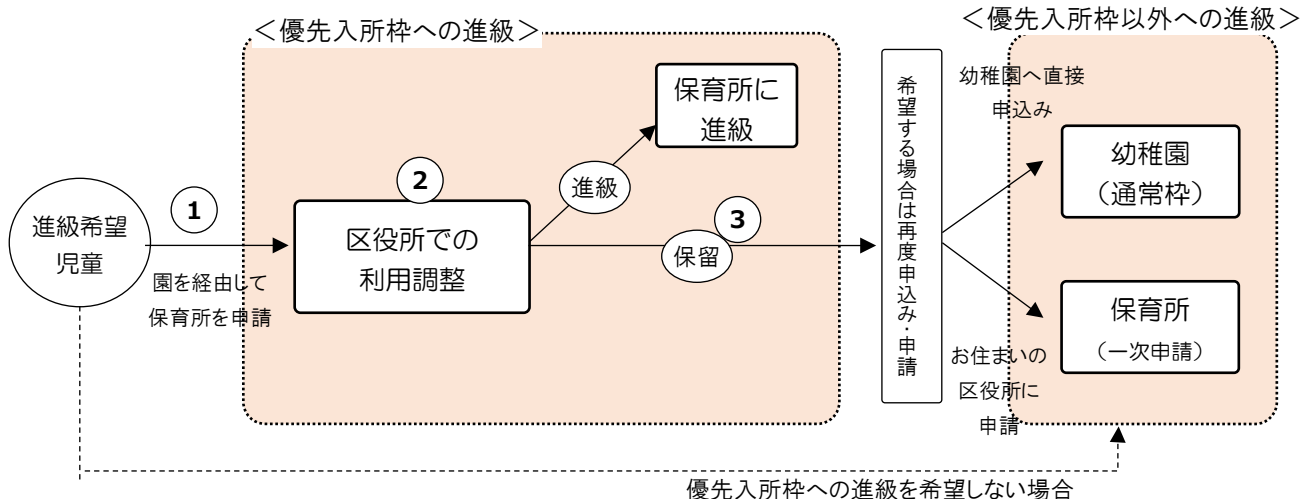 ＜優先入所枠への進級＞
＜優先入所枠以外への進級＞
進級希望
児童
1
園を経由して
保育所を申請
2
区役所での
利用調整
進級
保育所に
進級
3
保留
希望する場合は再度申込み・申請
幼稚園へ直接
申込み
幼稚園
（通常枠）
保育所
（一次申請）
お住まいの
区役所に
申請
優先入所枠への進級を希望しない場合